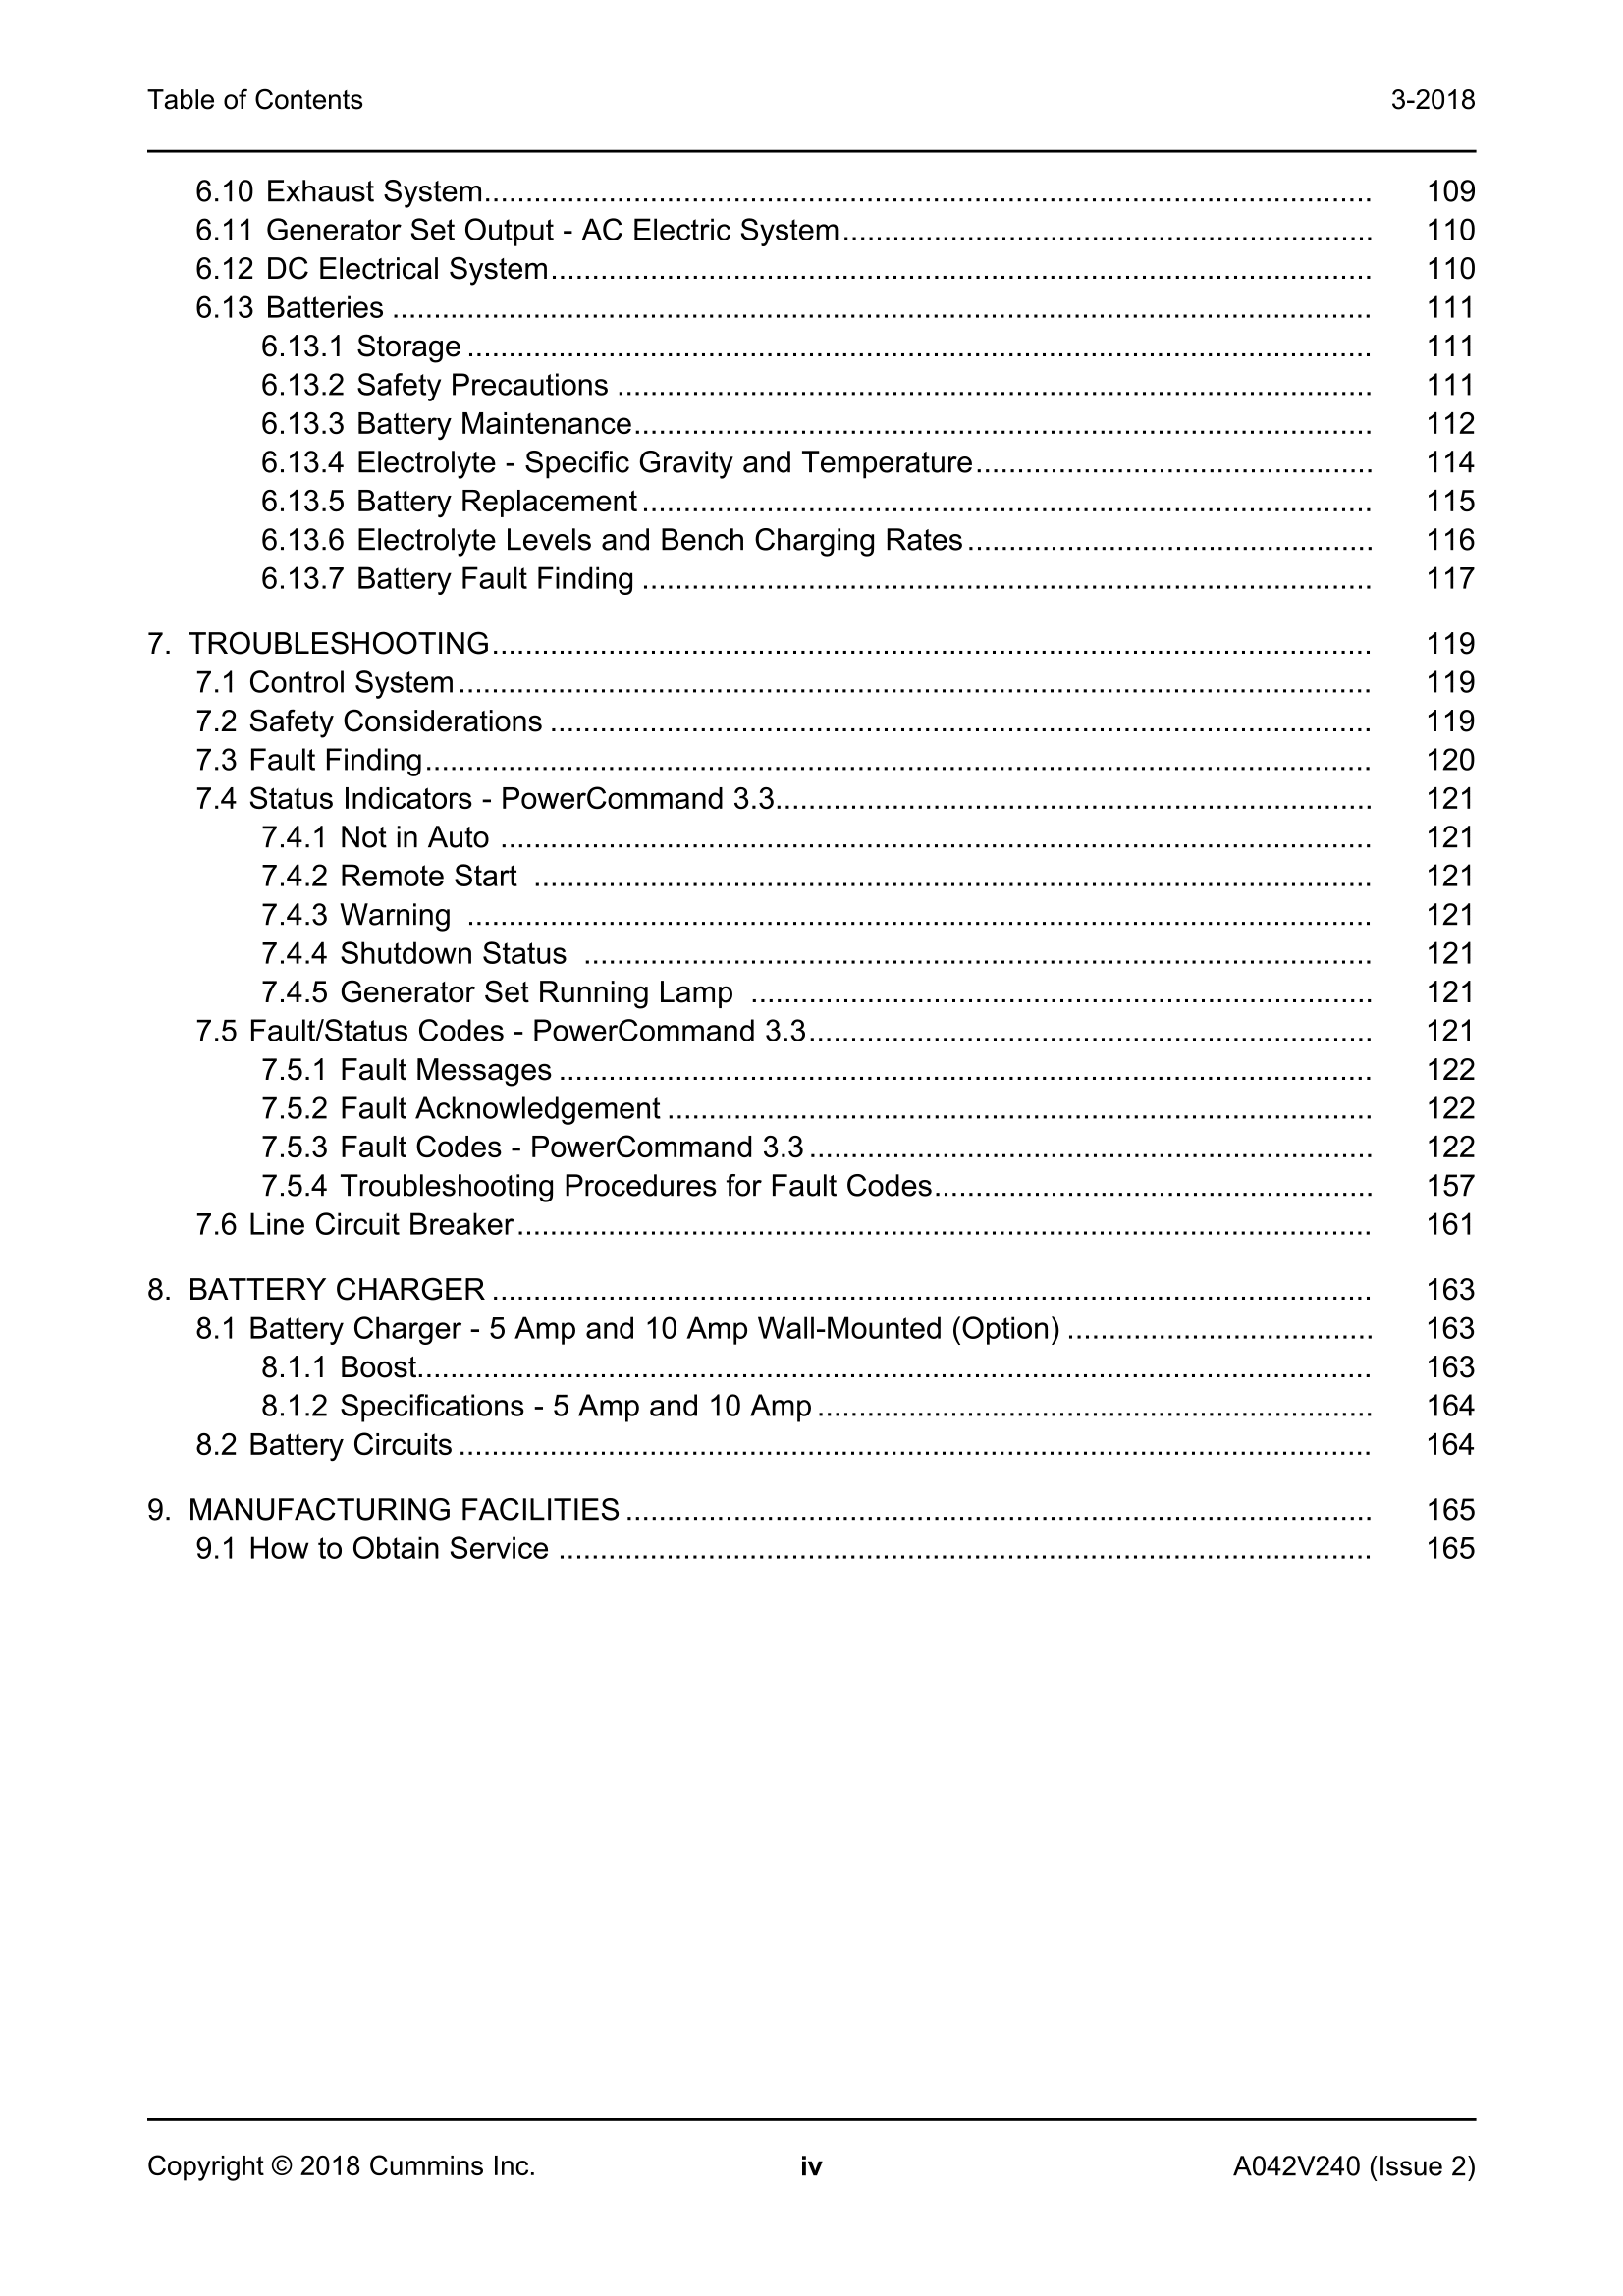 Table of Contents 3-2018
6.10 Exhaust System ........ 109
6.11 Generator Set Output - AC Electric System ........ 110
6.12 DC Electrical System ........ 110
6.13 Batteries ........ 111
6.13.1 Storage ........ 111
6.13.2 Safety Precautions ........ 111
6.13.3 Battery Maintenance ........ 112
6.13.4 Electrolyte - Specific Gravity and Temperature ........ 114
6.13.5 Battery Replacement ........ 115
6.13.6 Electrolyte Levels and Bench Charging Rates ........ 116
6.13.7 Battery Fault Finding ........ 117
7. TROUBLESHOOTING ........ 119
7.1 Control System ........ 119
7.2 Safety Considerations ........ 119
7.3 Fault Finding ........ 120
7.4 Status Indicators - PowerCommand 3.3 ........ 121
7.4.1 Not in Auto ........ 121
7.4.2 Remote Start ........ 121
7.4.3 Warning ........ 121
7.4.4 Shutdown Status ........ 121
7.4.5 Generator Set Running Lamp ........ 121
7.5 Fault/Status Codes - PowerCommand 3.3 ........ 121
7.5.1 Fault Messages ........ 122
7.5.2 Fault Acknowledgement ........ 122
7.5.3 Fault Codes - PowerCommand 3.3 ........ 122
7.5.4 Troubleshooting Procedures for Fault Codes ........ 157
7.6 Line Circuit Breaker ........ 161
8. BATTERY CHARGER ........ 163
8.1 Battery Charger - 5 Amp and 10 Amp Wall-Mounted (Option) ........ 163
8.1.1 Boost ........ 163
8.1.2 Specifications - 5 Amp and 10 Amp ........ 164
8.2 Battery Circuits ........ 164
9. MANUFACTURING FACILITIES ........ 165
9.1 How to Obtain Service ........ 165
Copyright © 2018 Cummins Inc. iv A042V240 (Issue 2)